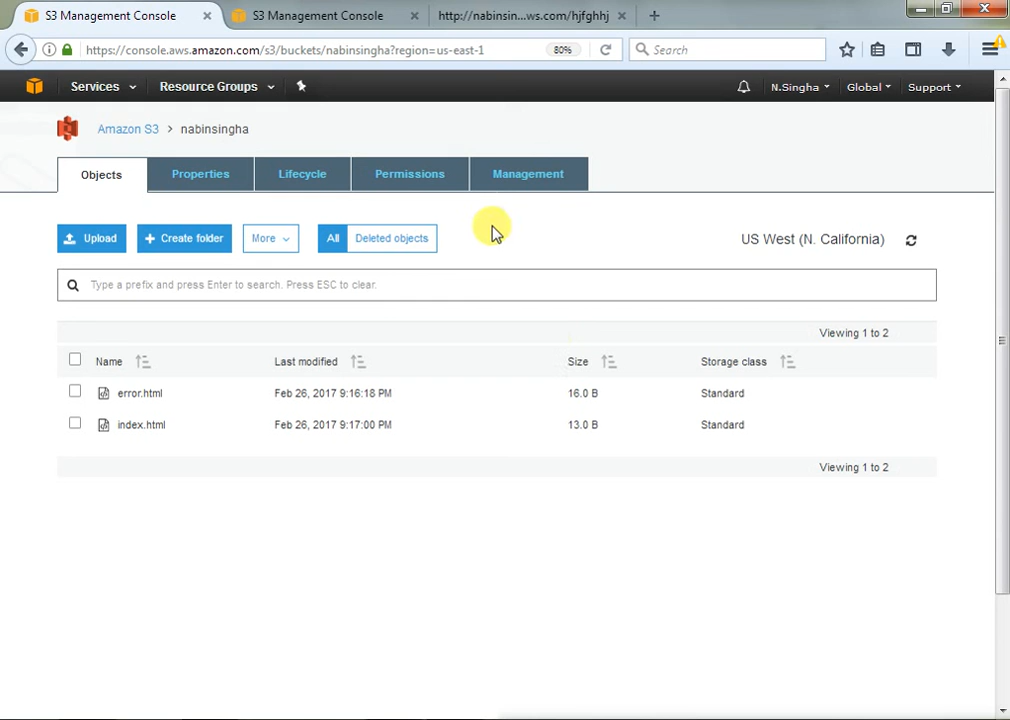 S3 Management Console
S3 Management Console
http://nabinsin...ws.com/hjfghhj
https://console.aws.amazon.com/s3/buckets/nabinsingha?region=us-east-1
80%
Search
Services
Resource Groups
N.Singha
Global
Support
Amazon S3 > nabinsingha
Objects
Properties
Lifecycle
Permissions
Management
Upload
Create folder
More
All
Deleted objects
US West (N. California)
Type a prefix and press Enter to search. Press ESC to clear.
Viewing 1 to 2
Name Last modified Size Storage class
error.html Feb 26, 2017 9:16:18 PM 16.0 B Standard
index.html Feb 26, 2017 9:17:00 PM 13.0 B Standard
Viewing 1 to 2